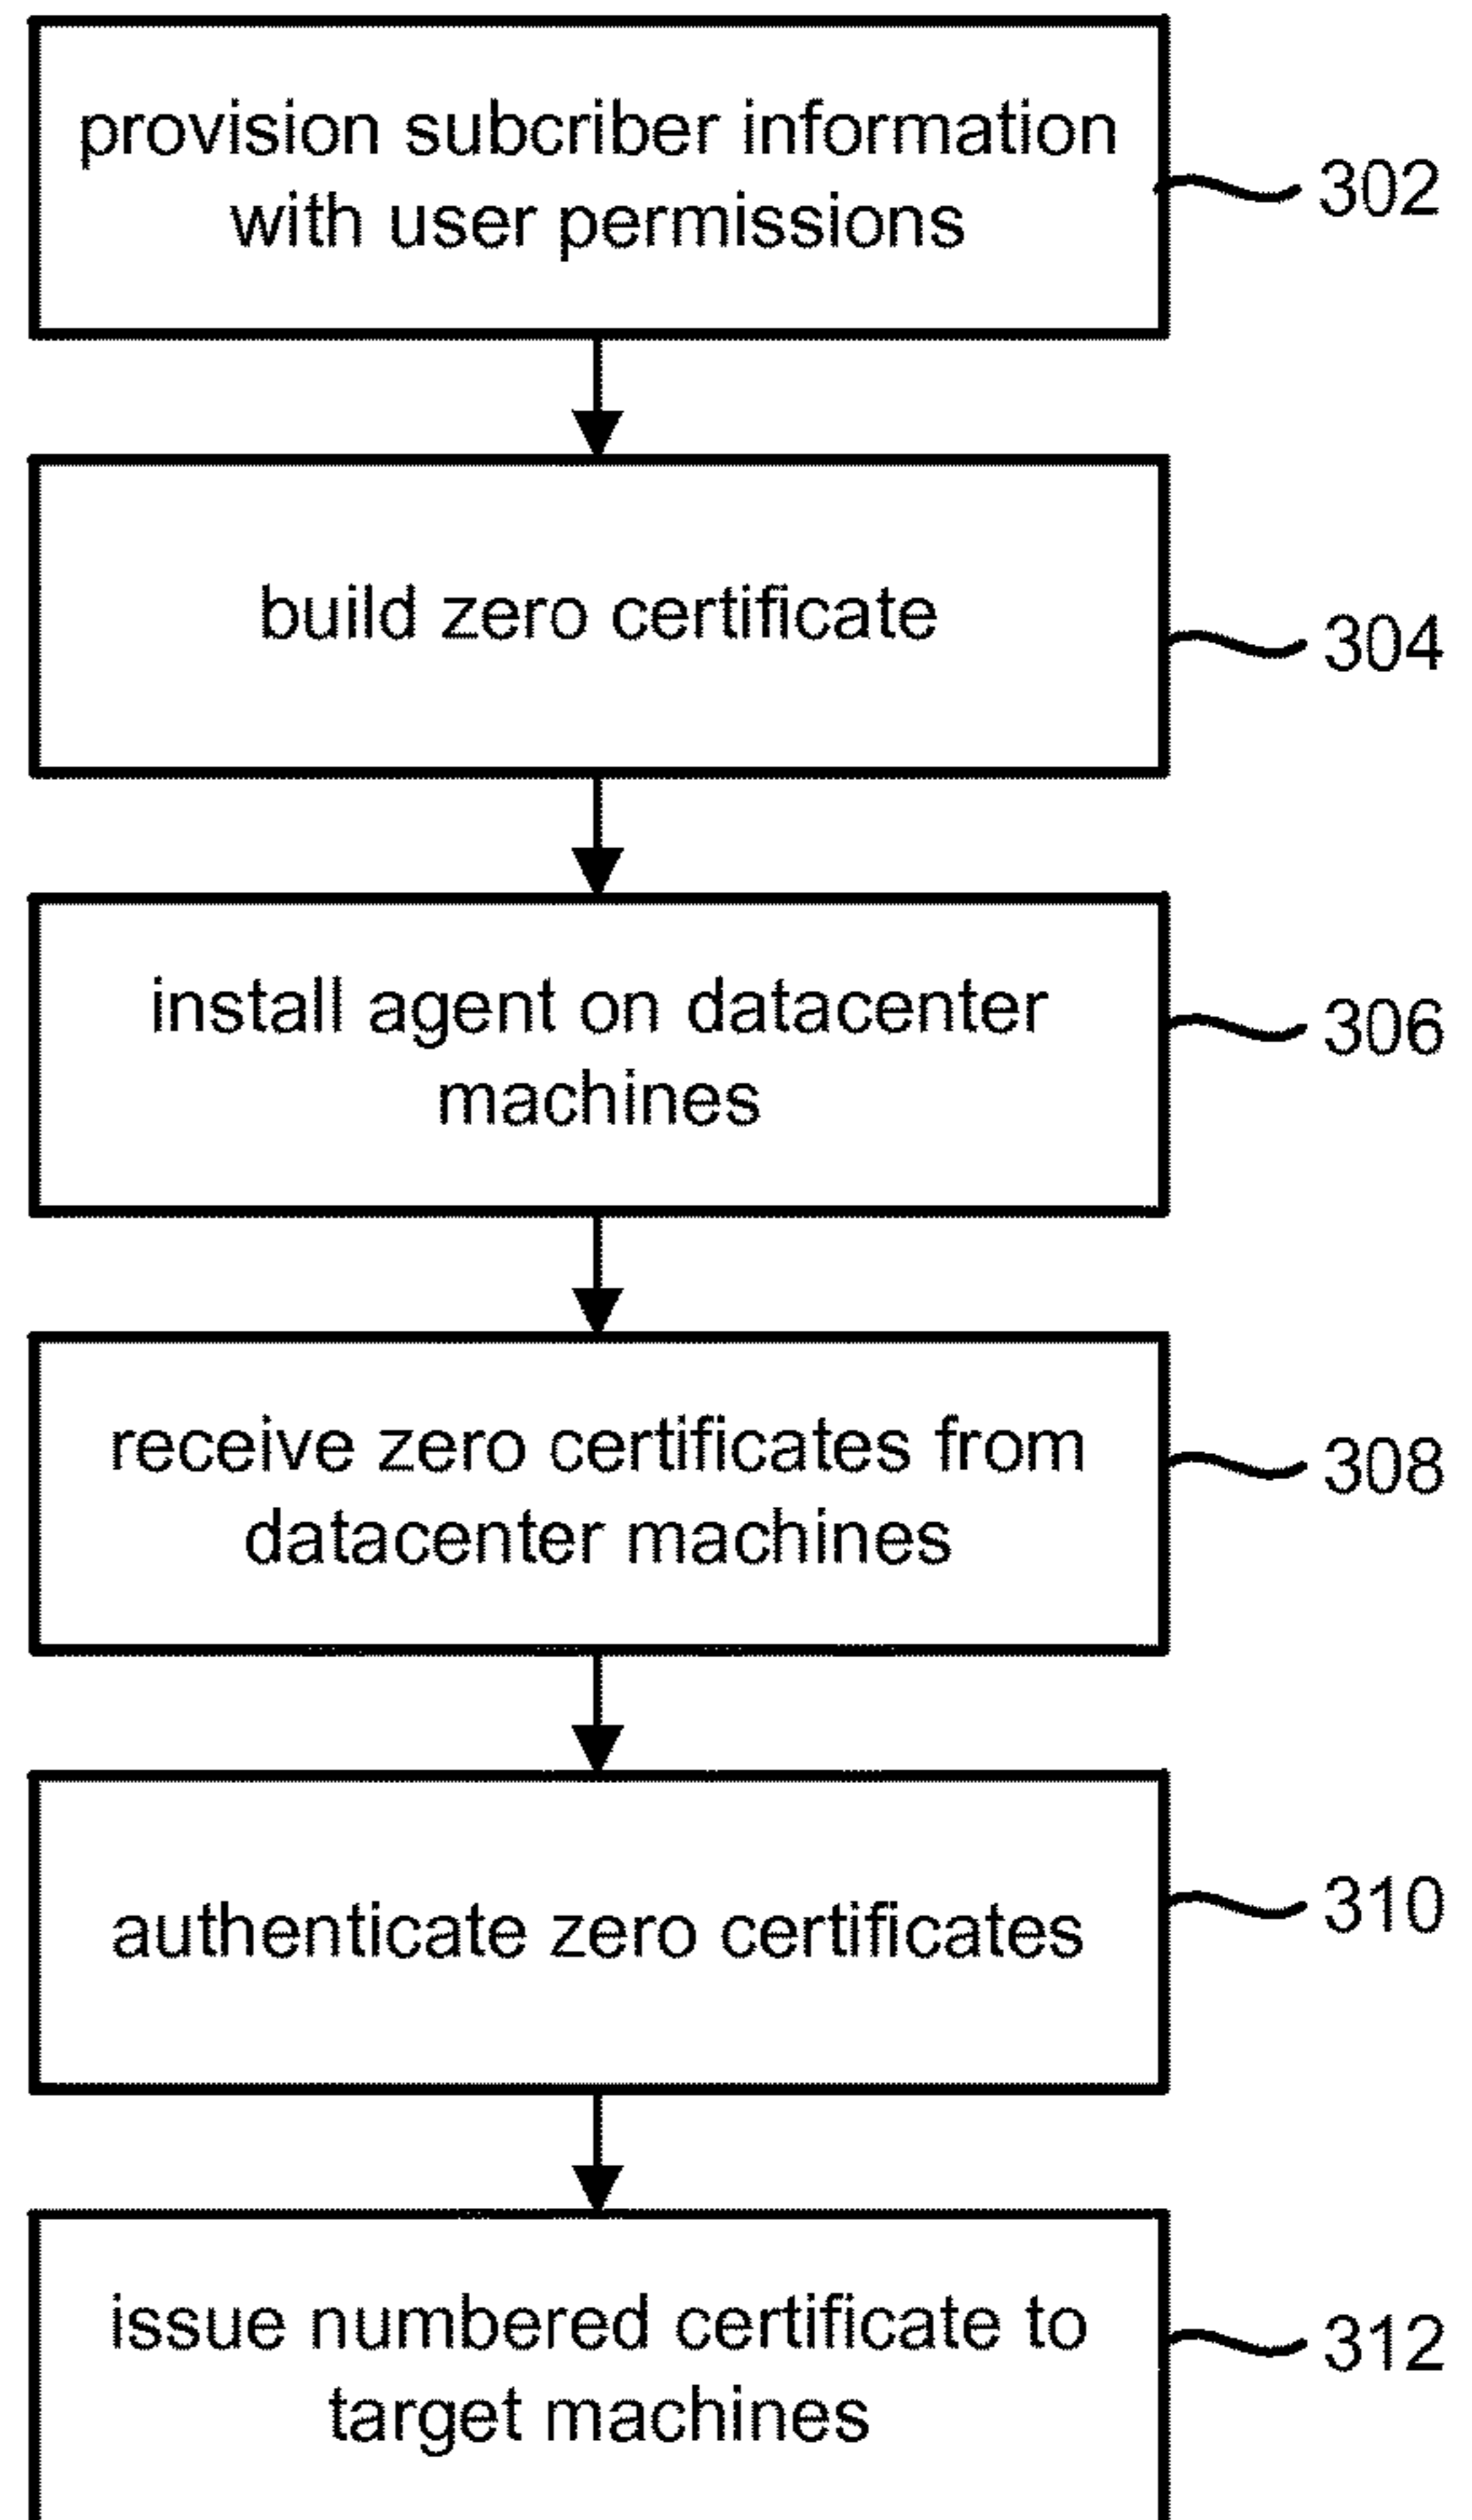 provision subcriber information
with user permissions
302
build zero certificate
304
install agent on datacenter
machines
306
receive zero certificates from
datacenter machines
308
authenticate zero certificates
310
issue numbered certificate to
target machines
312